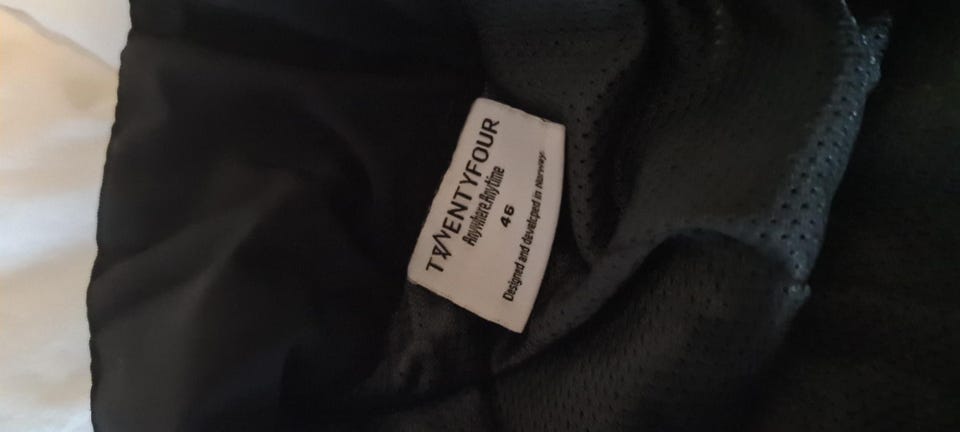 TWENTYFOUR
Anywhere.Anytime
46
Designed and developed in Norway.